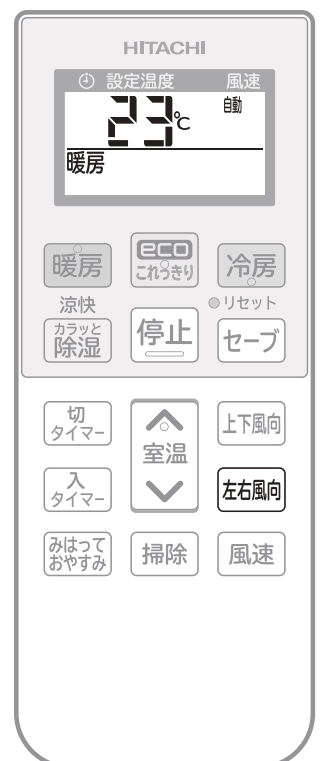 HITACHI
設定温度 風速
23℃ 自動
暖房
暖房 eco これっきり 冷房
涼快 リセット
カラッと除湿 停止 セーブ
切タイマー 室温 上下風向
入タイマー 左右風向
みはっておやすみ 掃除 風速